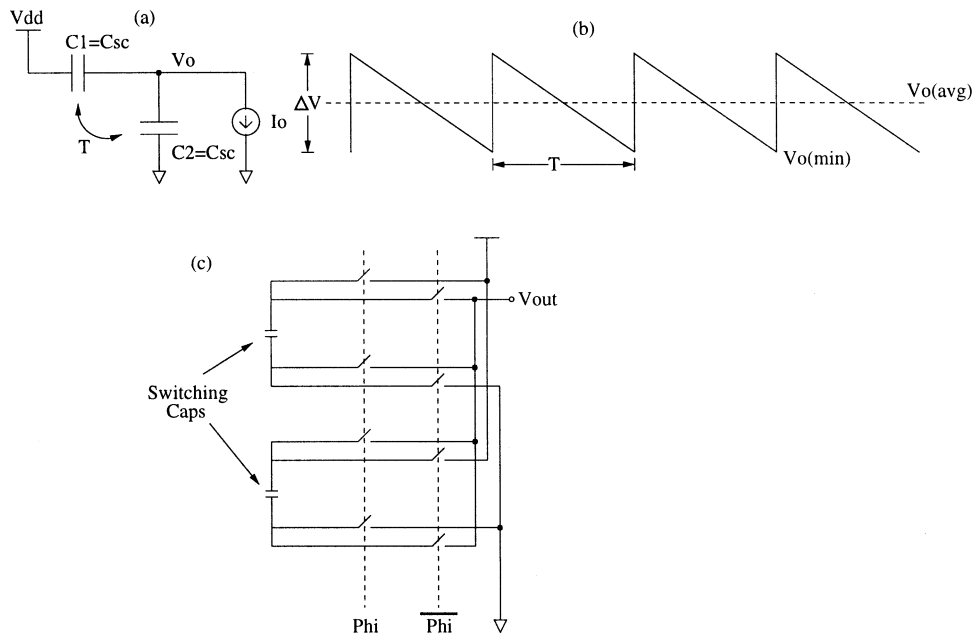 (a)
Vdd
C1=Csc
Vo
Io
T
C2=Csc
(b)
ΔV
Vo(avg)
Vo(min)
T
(c)
Vout
Switching
Caps
Phi
Phi